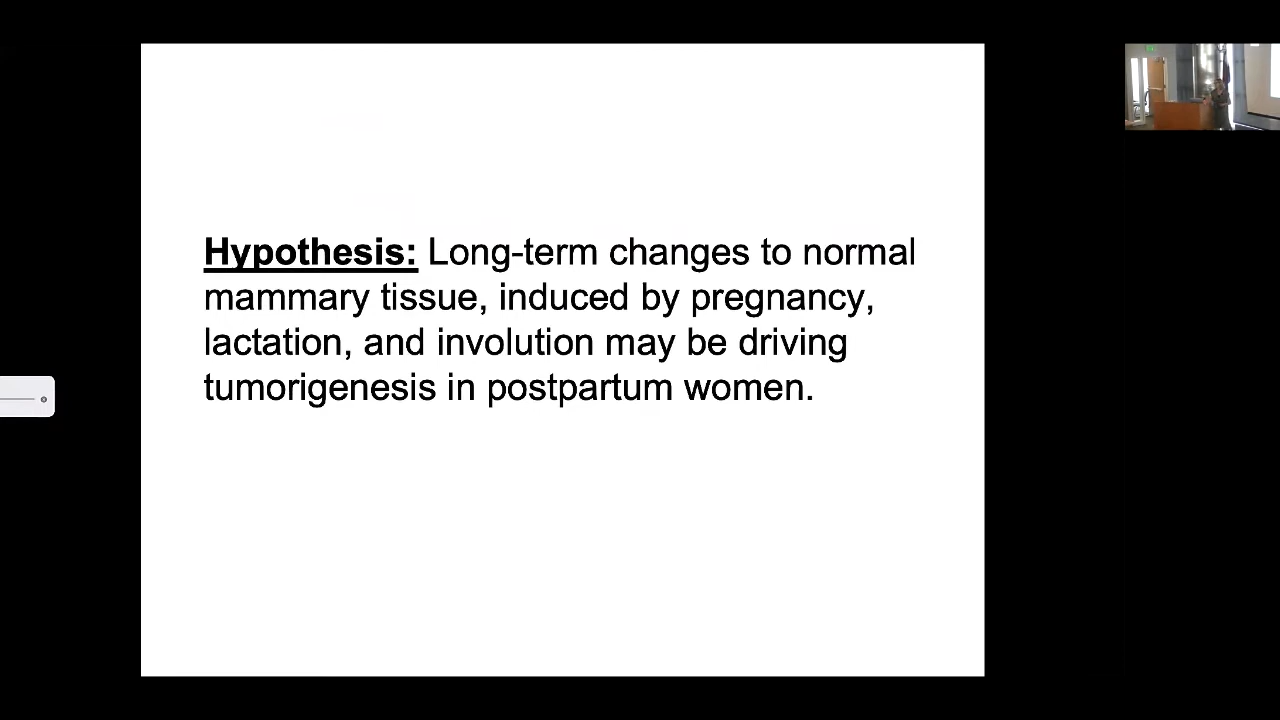 Hypothesis: Long-term changes to normal
mammary tissue, induced by pregnancy,
lactation, and involution may be driving
tumorigenesis in postpartum women.